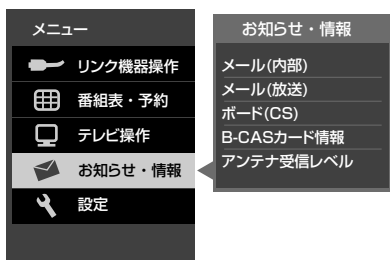 メニュー
リンク機器操作
番組表・予約
テレビ操作
お知らせ・情報
設定
お知らせ・情報
メール(内部)
メール(放送)
ボード(CS)
B-CASカード情報
アンテナ受信レベル